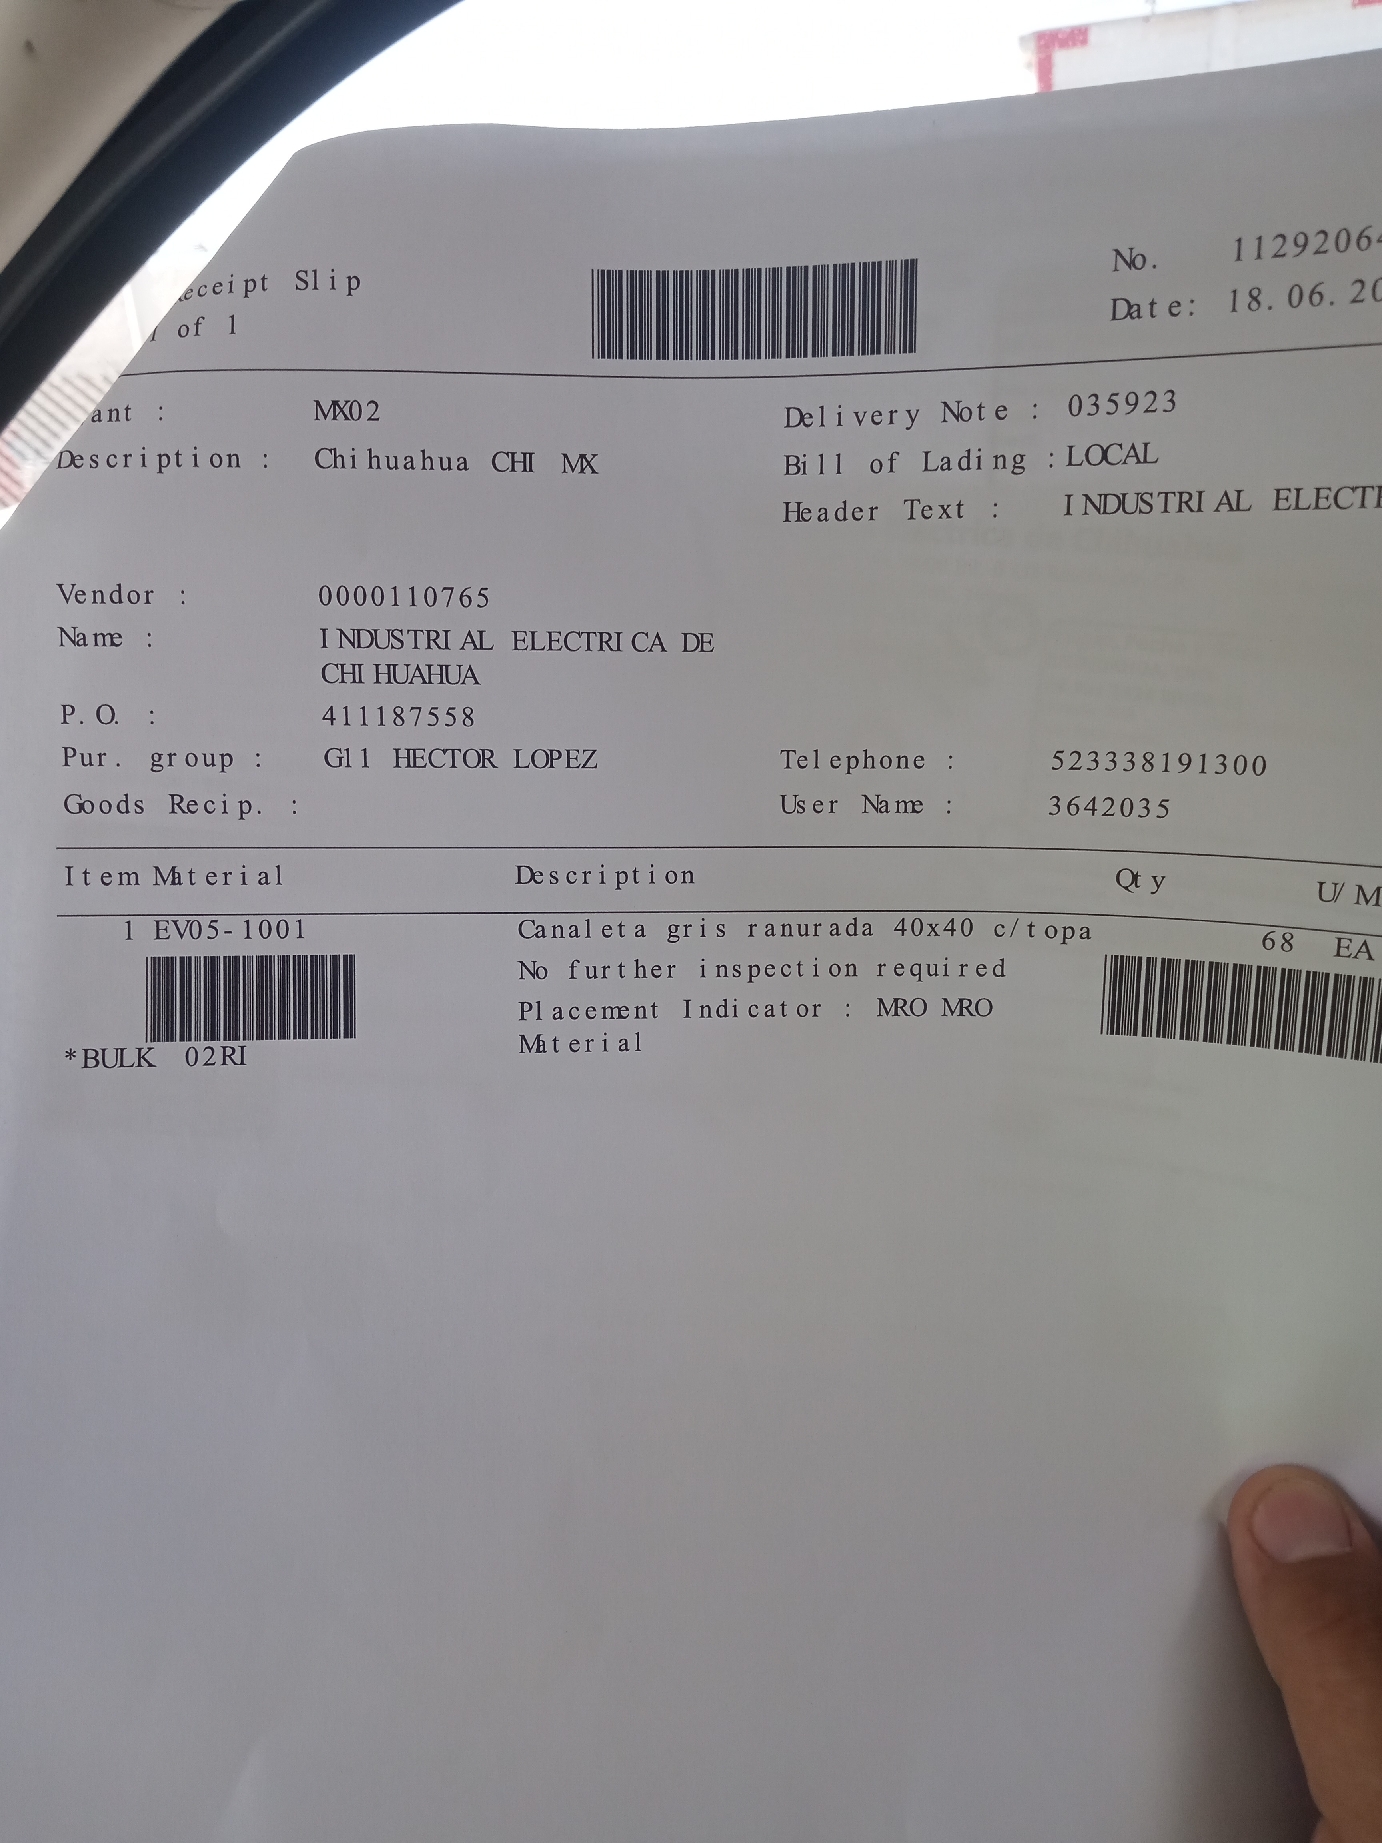 Slip
No. 1129206
of 1
Date: 18.06.20
MX02
Delivery Note : 035923
Description : Chihuahua CHI MX
Bill of Lading : LOCAL
Header Text : INDUSTRIAL
Vendor : 0000110765
Name : INDUSTRIAL ELECTRICA DE
CHIHUAHUA
P.O. : 411187558
Pur. group : G11 HECTOR LOPEZ
Telephone : 523338191300
Goods Recip. :
User Name : 3642035
Item Material Description Qty U/M
1 EV05-1001 Canaleta gris ranurada 40x40 c/topa 68 EA
No further inspection required
Placement Indicator : MRO MRO
Material
*BULK 02RI